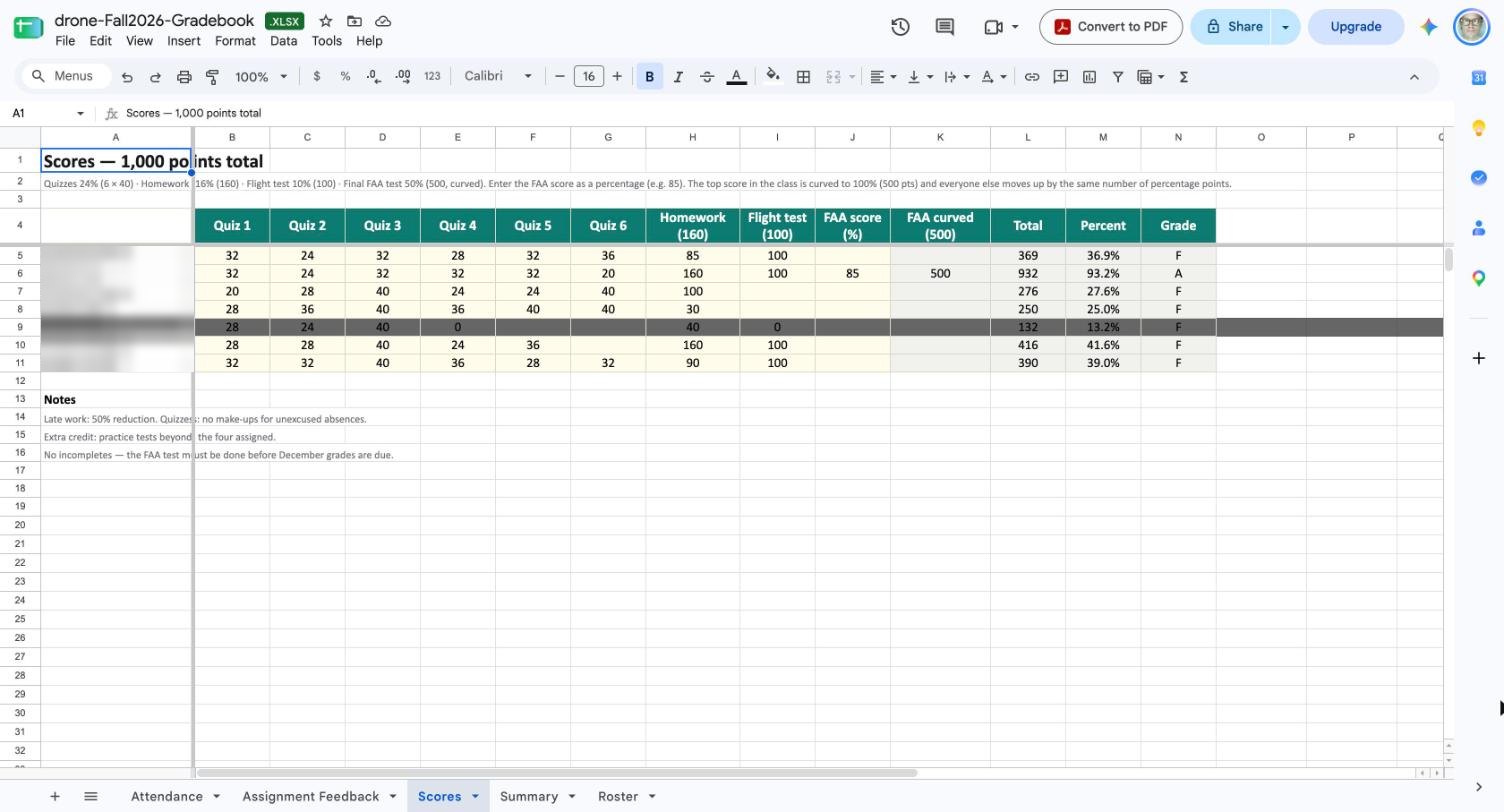 drone-Fall2026-Gradebook .XLSX
File Edit View Insert Format Data Tools Help
Convert to PDF
Share
Upgrade
Menus 100% $ % .0 .00 123 Calibri − 16 + B I S A Σ
31
A1 fx Scores — 1,000 points total
A B C D E F G H I J K L M N O P
1 Scores — 1,000 points total
2 Quizzes 24% (6 × 40) · Homework 16% (160) · Flight test 10% (100) · Final FAA test 50% (500, curved). Enter the FAA score as a percentage (e.g. 85). The top score in the class is curved to 100% (500 pts) and everyone else moves up by the same number of percentage points.
3
4 Quiz 1 Quiz 2 Quiz 3 Quiz 4 Quiz 5 Quiz 6 Homework (160) Flight test (100) FAA score (%) FAA curved (500) Total Percent Grade
5 32 24 32 28 32 36 85 100 369 36.9% F
6 32 24 32 32 32 20 160 100 85 500 932 93.2% A
7 20 28 40 24 24 40 100 276 27.6% F
8 28 36 40 36 40 40 30 250 25.0% F
9 28 24 40 0 40 0 132 13.2% F
10 28 28 40 24 36 160 100 416 41.6% F
11 32 32 40 36 28 32 90 100 390 39.0% F
12
13 Notes
14 Late work: 50% reduction. Quizzes: no make-ups for unexcused absences.
15 Extra credit: practice tests beyond the four assigned.
16 No incompletes — the FAA test must be done before December grades are due.
17
18
19
20
21
22
23
24
25
26
27
28
29
30
31
32
Attendance Assignment Feedback Scores Summary Roster